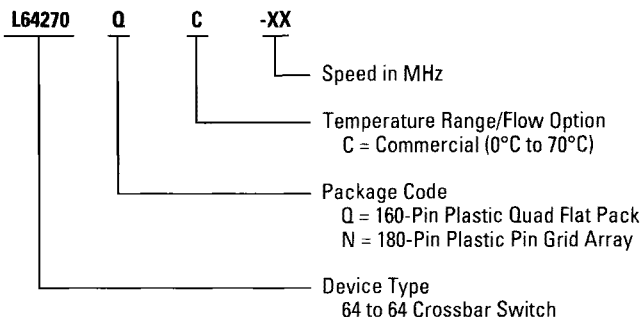 L64270 Q C -XX
Speed in MHz
Temperature Range/Flow Option
C = Commercial (0°C to 70°C)
Package Code
Q = 160-Pin Plastic Quad Flat Pack
N = 180-Pin Plastic Pin Grid Array
Device Type
64 to 64 Crossbar Switch